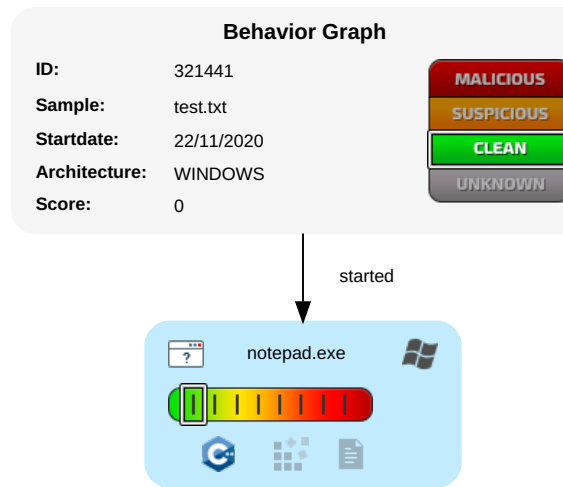 Behavior Graph
ID: 321441
Sample: test.txt
Startdate: 22/11/2020
Architecture: WINDOWS
Score: 0
MALICIOUS
SUSPICIOUS
CLEAN
UNKNOWN
started
?
notepad.exe
C++